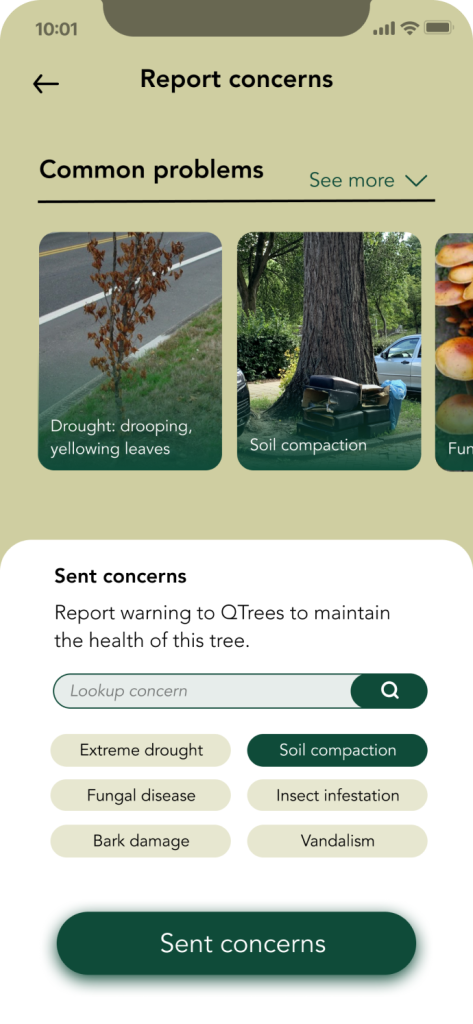 10:01
Report concerns
Common problems
See more
Drought: drooping,
yellowing leaves
Soil compaction
Fun
Sent concerns
Report warning to QTrees to maintain
the health of this tree.
Lookup concern
Extreme drought
Soil compaction
Fungal disease
Insect infestation
Bark damage
Vandalism
Sent concerns